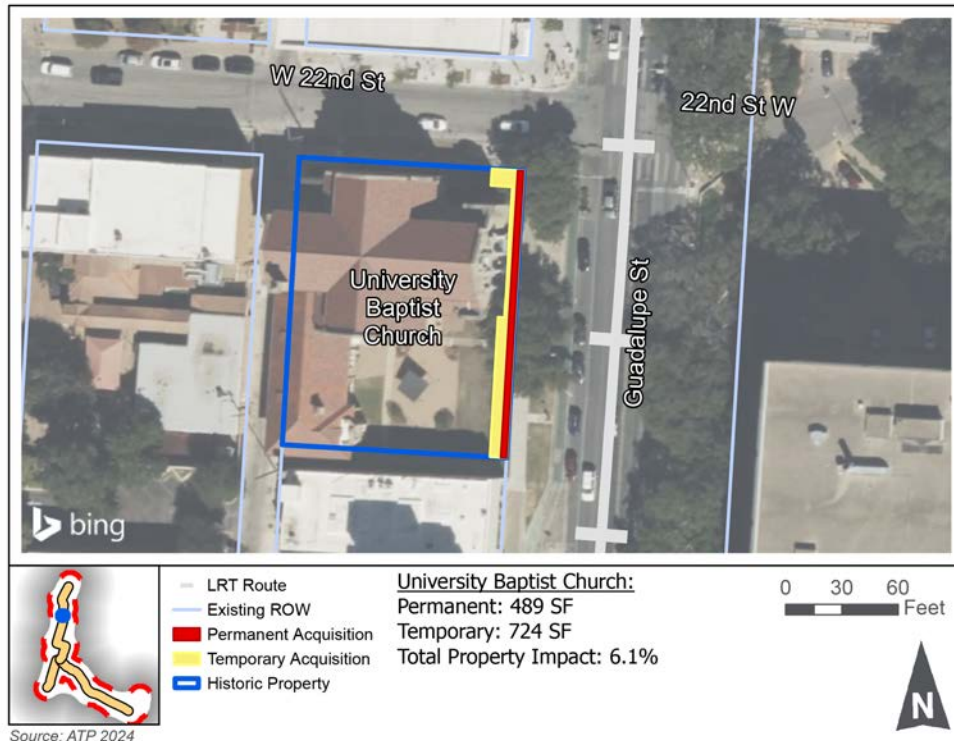 W 22nd St
22nd St W
University
Baptist
Church
Guadalupe St
bing
LRT Route
Existing ROW
Permanent Acquisition
Temporary Acquisition
Historic Property
University Baptist Church:
Permanent: 489 SF
Temporary: 724 SF
Total Property Impact: 6.1%
0 30 60
Feet
N
Source: ATP 2024